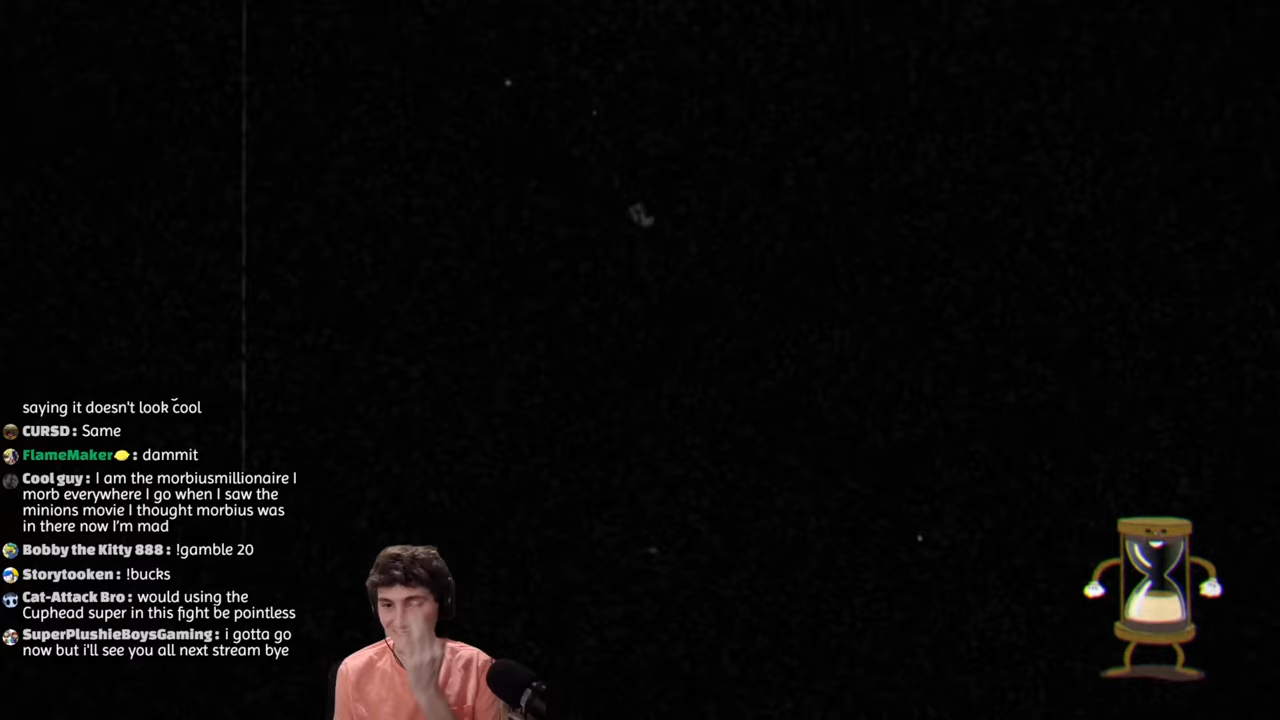 saying it doesn't look cool
CURSD: Same
FlameMaker🍋: dammit
Cool guy: I am the morbiusmillionaire I
morb everywhere I go when I saw the
minions movie I thought morbius was
in there now I'm mad
Bobby the Kitty 888: !gamble 20
Storytooken: !bucks
Cat-Attack Bro: would using the
Cuphead super in this fight be pointless
SuperPlushieBoysGaming: i gotta go
now but i'll see you all next stream bye